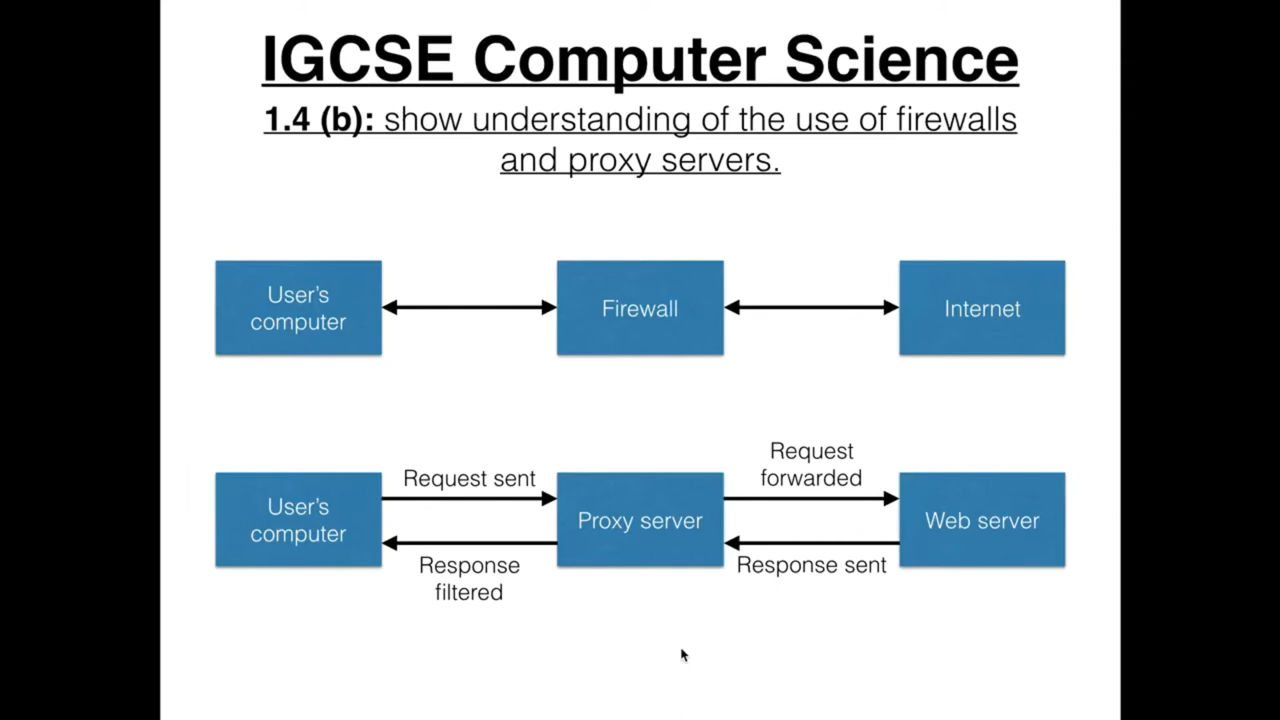 IGCSE Computer Science
1.4 (b): show understanding of the use of firewalls
and proxy servers.
User's
computer
Firewall
Internet
Request
forwarded
Request sent
User's
computer
Proxy server
Web server
Response
filtered
Response sent